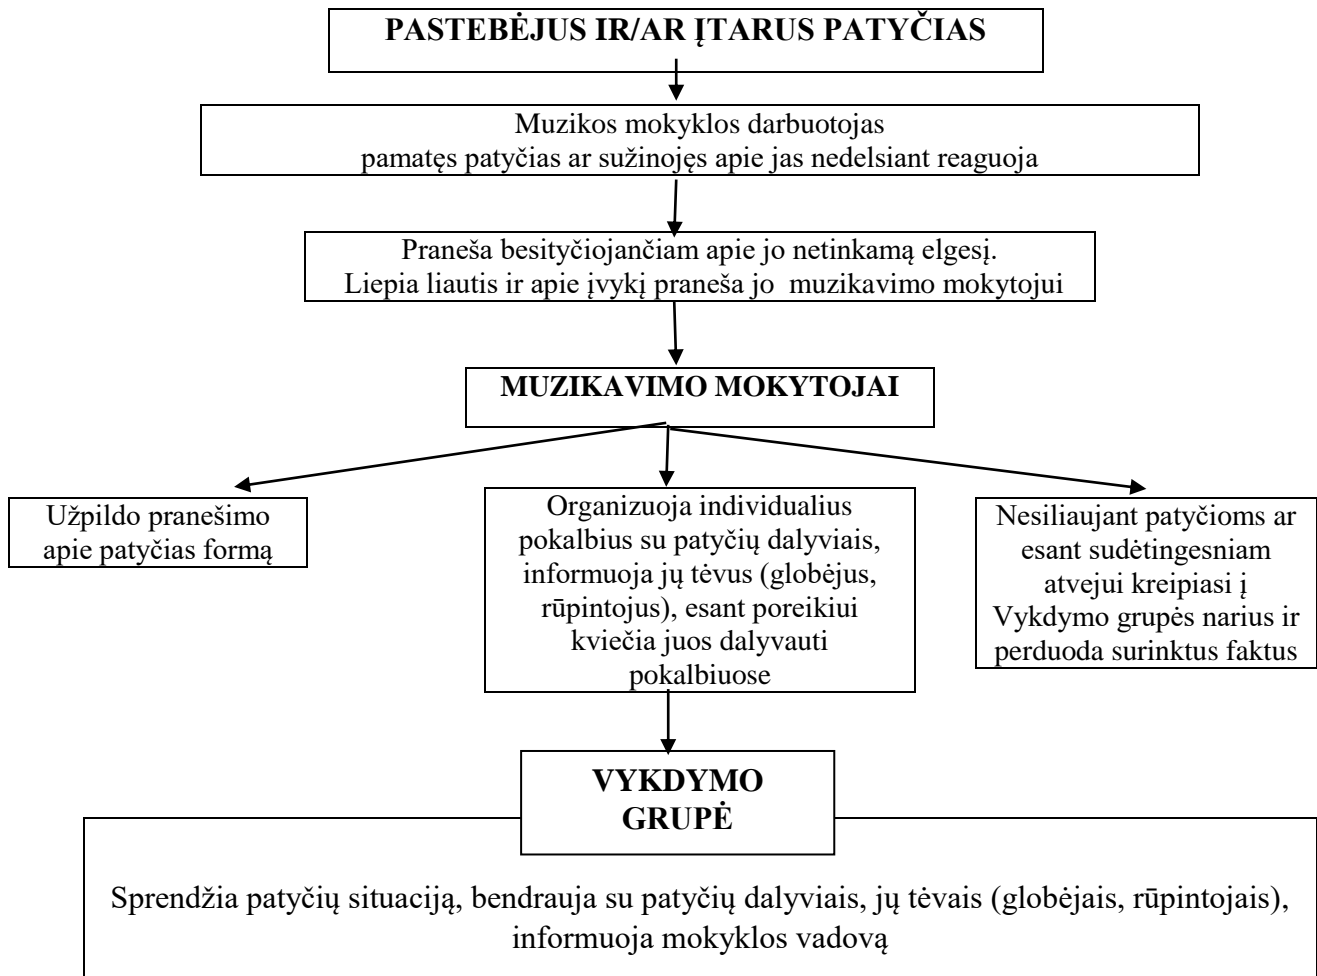 PASTEBĖJUS IR/AR ĮTARUS PATYČIAS
Muzikos mokyklos darbuotojas
pamatęs patyčias ar sužinojęs apie jas nedelsiant reaguoja
Praneša besityčiojančiam apie jo netinkamą elgesį.
Liepia liautis ir apie įvykį praneša jo muzikavimo mokytojui
MUZIKAVIMO MOKYTOJAI
Užpildo pranešimo
apie patyčias formą
Organizuoja individualius
pokalbius su patyčių dalyviais,
informuoja jų tėvus (globėjus,
rūpintojus), esant poreikiui
kviečia juos dalyvauti
pokalbiuose
Nesiliaujant patyčioms ar
esant sudėtingesniam
atvejui kreipiasi į
Vykdymo grupės narius ir
perduoda surinktus faktus
VYKDYMO
GRUPĖ
Sprendžia patyčių situaciją, bendrauja su patyčių dalyviais, jų tėvais (globėjais, rūpintojais),
informuoja mokyklos vadovą